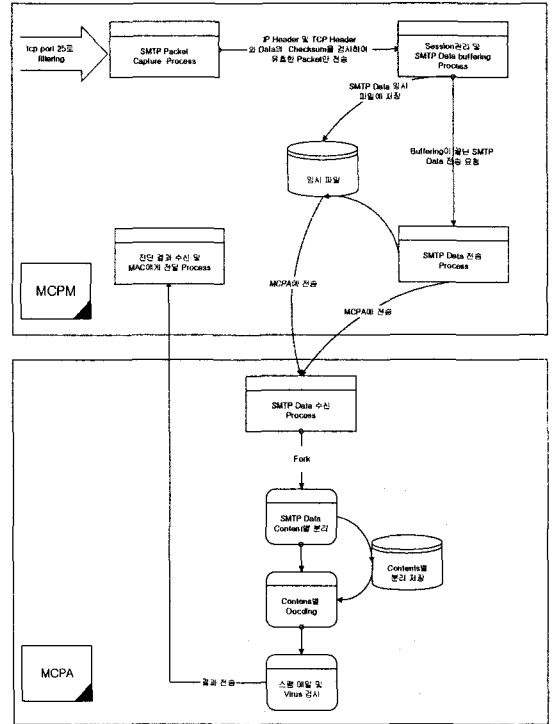 tcp port 25로
filtering
SMTP Packet
Capture Process
IP Header 및 TCP Header
와 Data의 Checksum을 검사하여
유효한 Packet만 전송
Session관리 및
SMTP Data buffering
Process
SMTP Data 임시
파일에 저장
Buffering이 끝난 SMTP
Data 전송 요청
임시 파일
진단 결과 수신 및
MAC에게 전달 Process
SMTP Data 전송
Process
MCPM
MCPA에 전송
MCPA에 전송
SMTP Data 수신
Process
Fork
SMTP Data
Content별 분리
Contents별
분리 저장
Contens별
Docding
MCPA
결과 전송
스팸 메일 및
Virus 검사